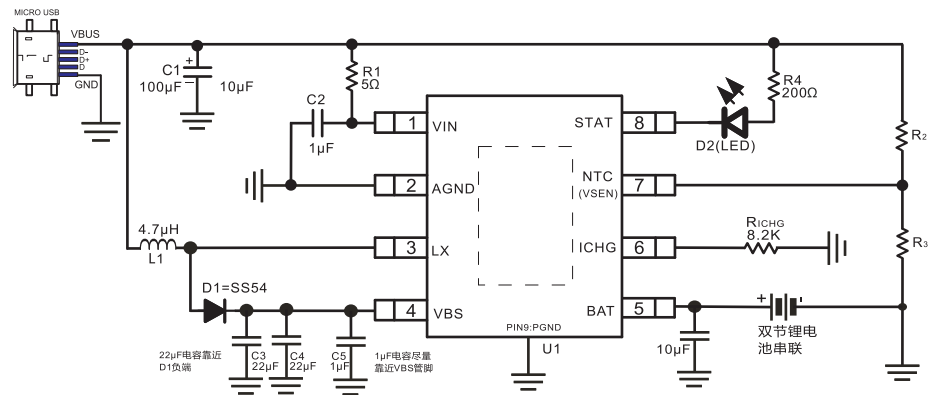 MICRO USB
VBUS
D-
D+
D
GND
C1
100μF
10μF
R1
5Ω
C2
1μF
R4
200Ω
D2(LED)
R2
R3
1 VIN
2 AGND
3 LX
4 VBS
STAT 8
NTC 7
(VSEN)
ICHG 6
BAT 5
PIN9:PGND
U1
4.7μH
L1
D1=SS54
RICHG
8.2K
+
双节锂电
池串联
10μF
22μF电容靠近
D1负端
C3
22μF
C4
22μF
C5
1μF
1μF电容尽量
靠近VBS管脚